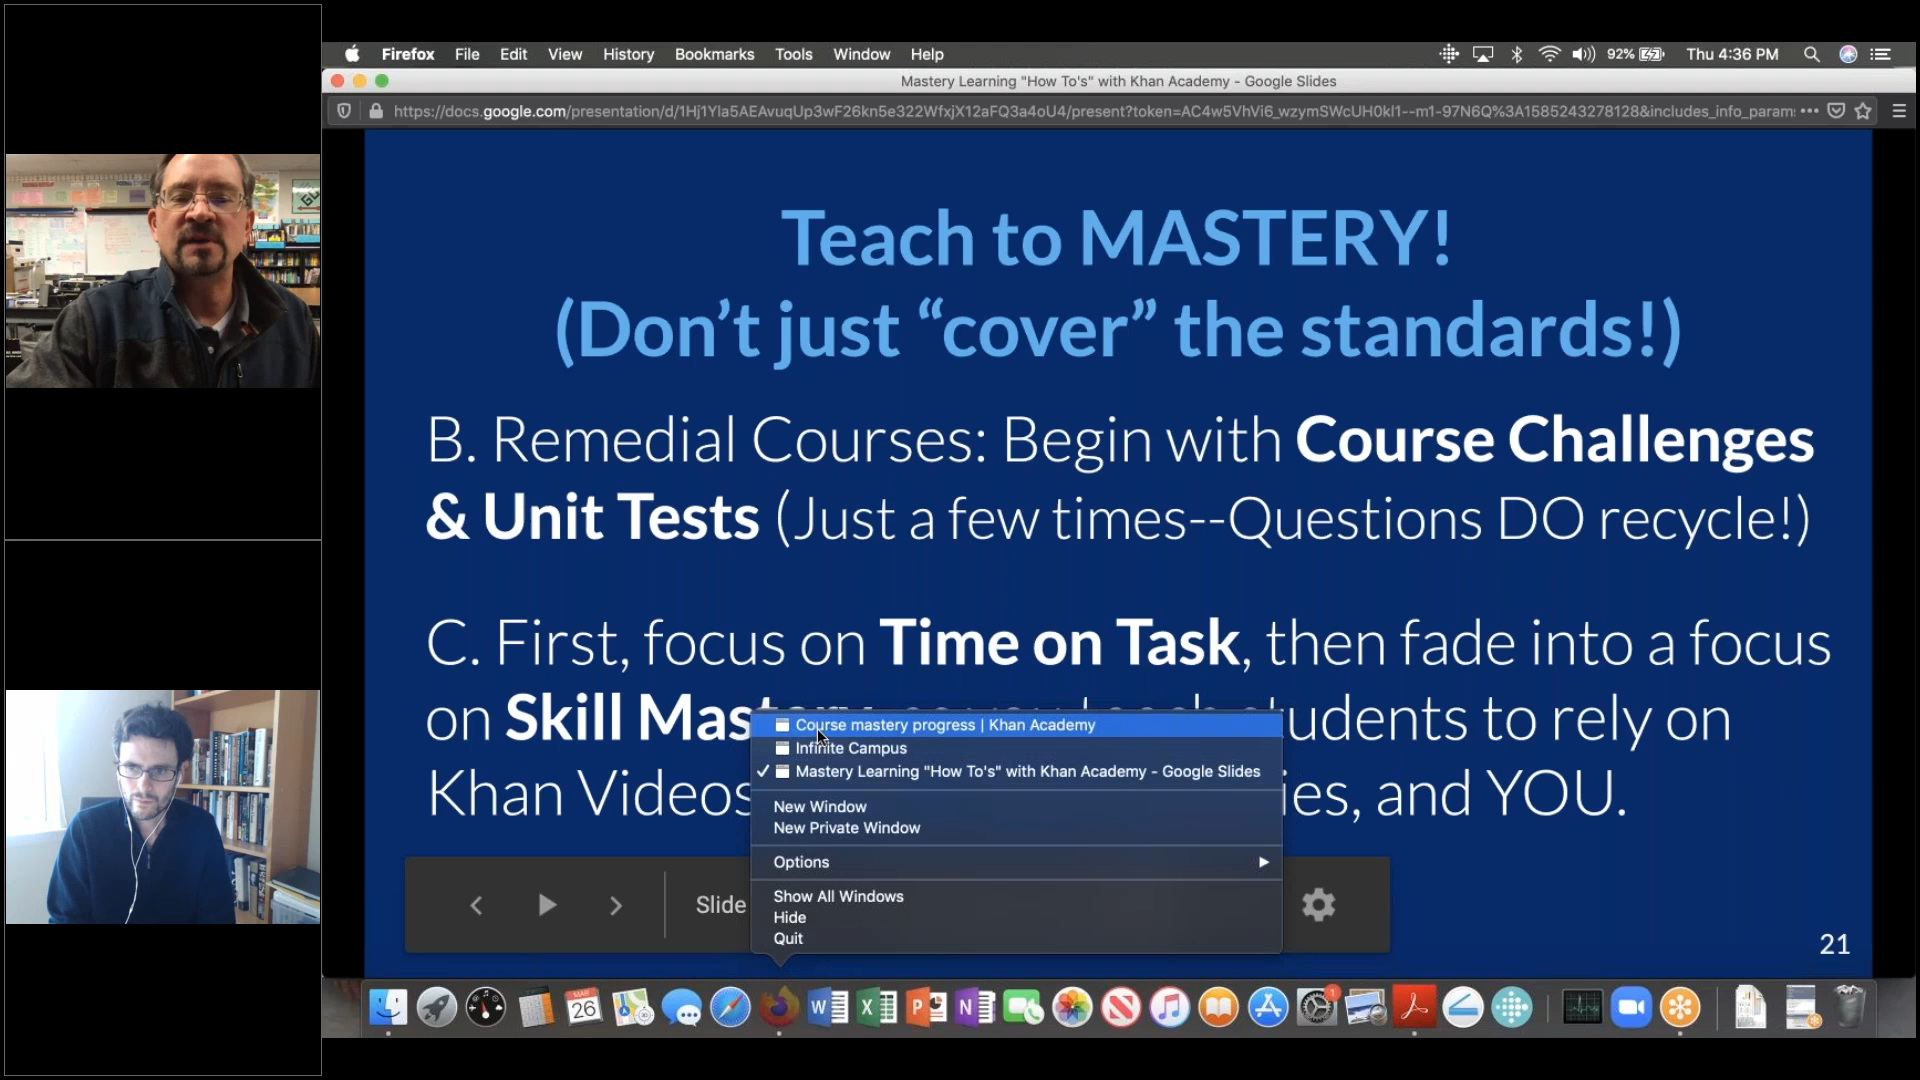 Firefox File Edit View History Bookmarks Tools Window Help 92% Thu 4:36 PM
Mastery Learning "How To's" with Khan Academy - Google Slides
https://docs.google.com/presentation/d/1Hj1Yla5AEAvuqUp3wF26kn5e322WfxjX12aFQ3a4oU4/present?token=AC4w5VhVi6_wzymSWcUH0kI1--m1-97N6Q%3A1585243278128&includes_info_param
Teach to MASTERY!
(Don’t just “cover” the standards!)
B. Remedial Courses: Begin with Course Challenges
& Unit Tests (Just a few times--Questions DO recycle!)
C. First, focus on Time on Task, then fade into a focus
on Skill Mastery, students to rely on
Khan Videos ies, and YOU.
Course mastery progress | Khan Academy
Infinite Campus
✓ Mastery Learning "How To's" with Khan Academy - Google Slides
New Window
New Private Window
Options
Show All Windows
Hide
Quit
Slide
21
MAR
26
1